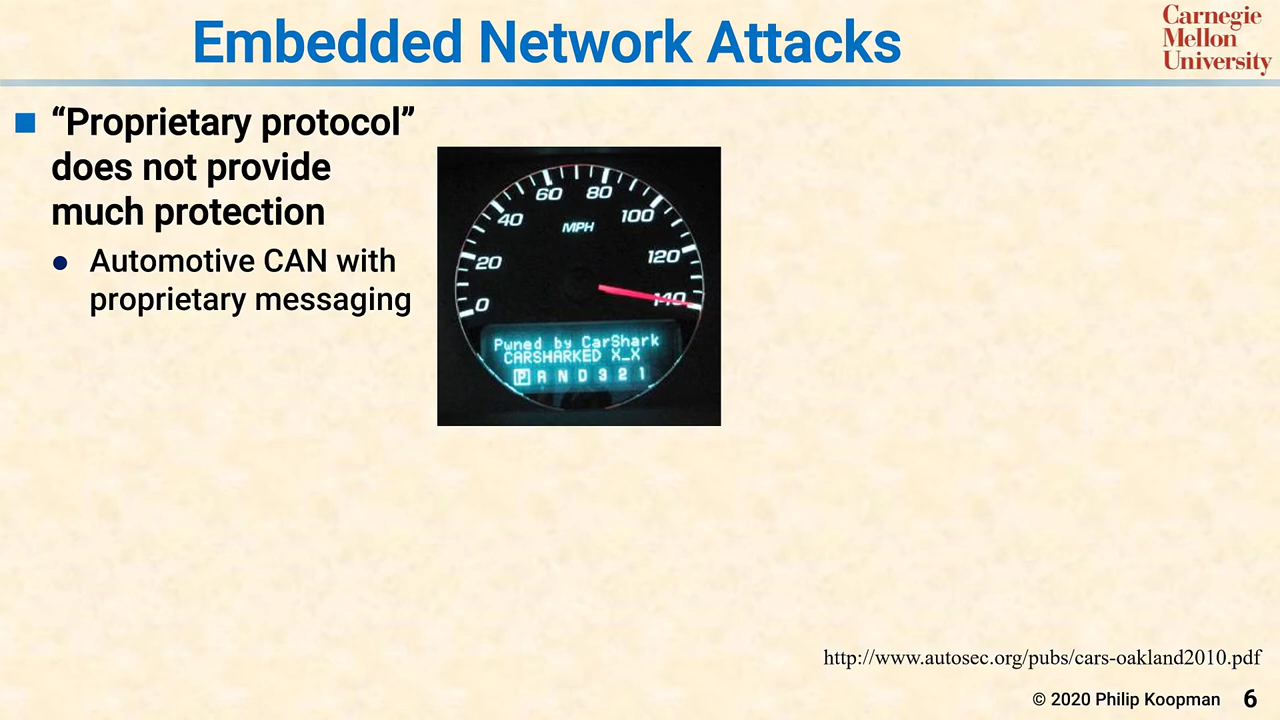 Embedded Network Attacks
Carnegie
Mellon
University
“Proprietary protocol”
does not provide
much protection
Automotive CAN with
proprietary messaging
0
20
40
60
80
100
120
140
MPH
Pwned by CarShark
CARSHARKED X_X
P R N D 3 2 1
http://www.autosec.org/pubs/cars-oakland2010.pdf
© 2020 Philip Koopman 6